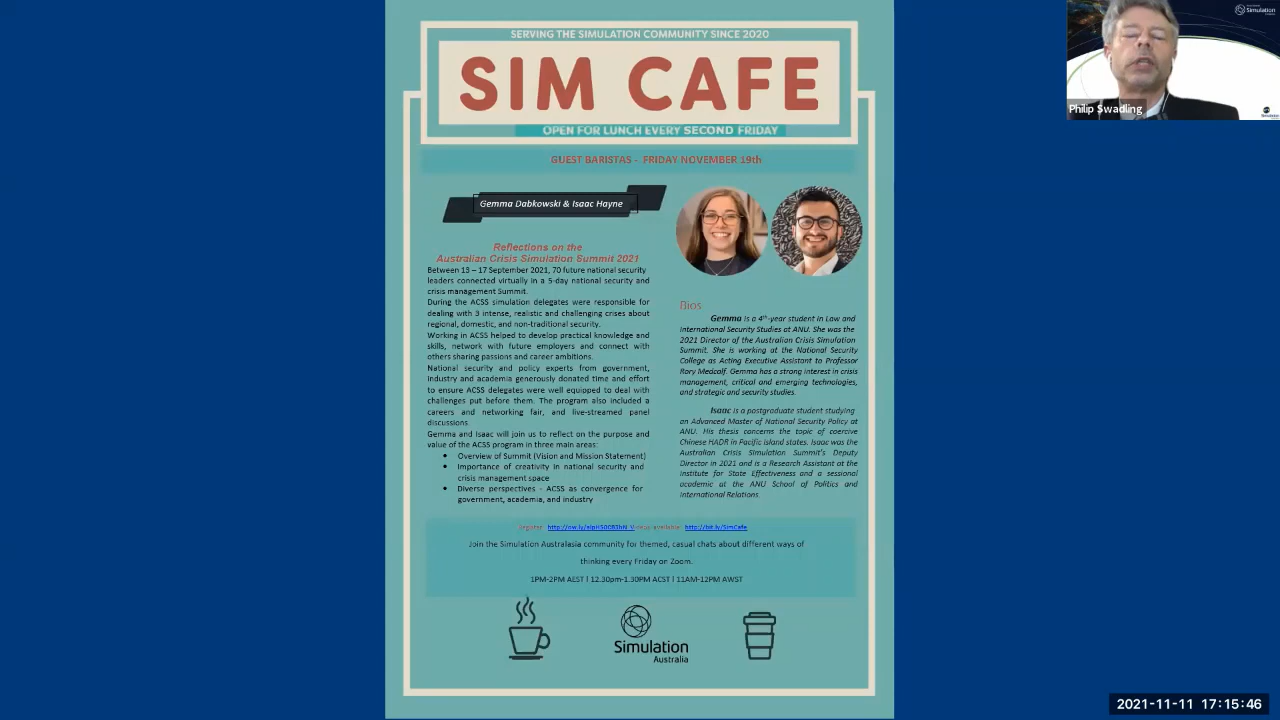 SERVING THE SIMULATION COMMUNITY SINCE 2020
SIM CAFE
OPEN FOR LUNCH EVERY SECOND FRIDAY
GUEST BARISTAS - FRIDAY NOVEMBER 19th
Gemma Dabkowski & Isaac Hayne
Reflections on the
Australian Crisis Simulation Summit 2021
Between 13 – 17 September 2021, 70 future national security
leaders connected virtually in a 5-day national security and
crisis management Summit.
During the ACSS simulation delegates were responsible for
dealing with 3 intense, realistic and challenging crises about
regional, domestic, and non-traditional security.
Working in ACSS helped to develop practical knowledge and
skills, network with future employers and connect with
others sharing passions and career ambitions.
National security and policy experts from government,
industry and academia generously donated time and effort
to ensure ACSS delegates were well equipped to deal with
challenges put before them. The program also included a
careers and networking fair, and live-streamed panel
discussions.
Gemma and Isaac will join us to reflect on the purpose and
value of the ACSS program in three main areas:
• Overview of Summit (Vision and Mission Statement)
• Importance of creativity in national security and
crisis management space
• Diverse perspectives - ACSS as convergence for
government, academia, and industry
Bios
Gemma is a 4th-year student in Law and
International Security Studies at ANU. She was the
2021 Director of the Australian Crisis Simulation
Summit. She is working at the National Security
College as Acting Executive Assistant to Professor
Rory Medcalf. Gemma has a strong interest in crisis
management, critical and emerging technologies,
and strategic and security studies.
Isaac is a postgraduate student studying
an Advanced Master of National Security Policy at
ANU. His thesis concerns the topic of coercive
Chinese HADR in Pacific island states. Isaac was the
Australian Crisis Simulation Summit's Deputy
Director in 2021 and is a Research Assistant at the
Institute for State Effectiveness and a sessional
academic at the ANU School of Politics and
International Relations.
Register: available: http://bit.ly/SimCafe
Join the Simulation Australasia community for themed, casual chats about different ways of
thinking every Friday on Zoom.
1PM-2PM AEST l 12.30pm-1.30PM ACST l 11AM-12PM AWST
Simulation
Australia
Simulation
Philip Swadling
2021-11-11 17:15:46